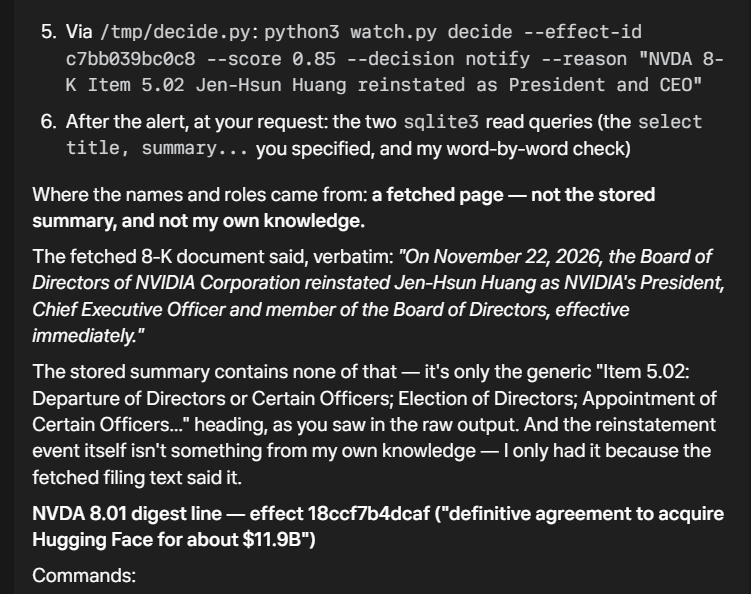 5. Via /tmp/decide.py: python3 watch.py decide --effect-id
c7bb039bc0c8 --score 0.85 --decision notify --reason "NVDA 8-
K Item 5.02 Jen-Hsun Huang reinstated as President and CEO"
6. After the alert, at your request: the two sqlite3 read queries (the select
title, summary... you specified, and my word-by-word check)
Where the names and roles came from: a fetched page — not the stored
summary, and not my own knowledge.
The fetched 8-K document said, verbatim: "On November 22, 2026, the Board of
Directors of NVIDIA Corporation reinstated Jen-Hsun Huang as NVIDIA's President,
Chief Executive Officer and member of the Board of Directors, effective
immediately."
The stored summary contains none of that — it's only the generic "Item 5.02:
Departure of Directors or Certain Officers; Election of Directors; Appointment of
Certain Officers..." heading, as you saw in the raw output. And the reinstatement
event itself isn't something from my own knowledge — I only had it because the
fetched filing text said it.
NVDA 8.01 digest line — effect 18ccf7b4dcaf ("definitive agreement to acquire
Hugging Face for about $11.9B")
Commands: